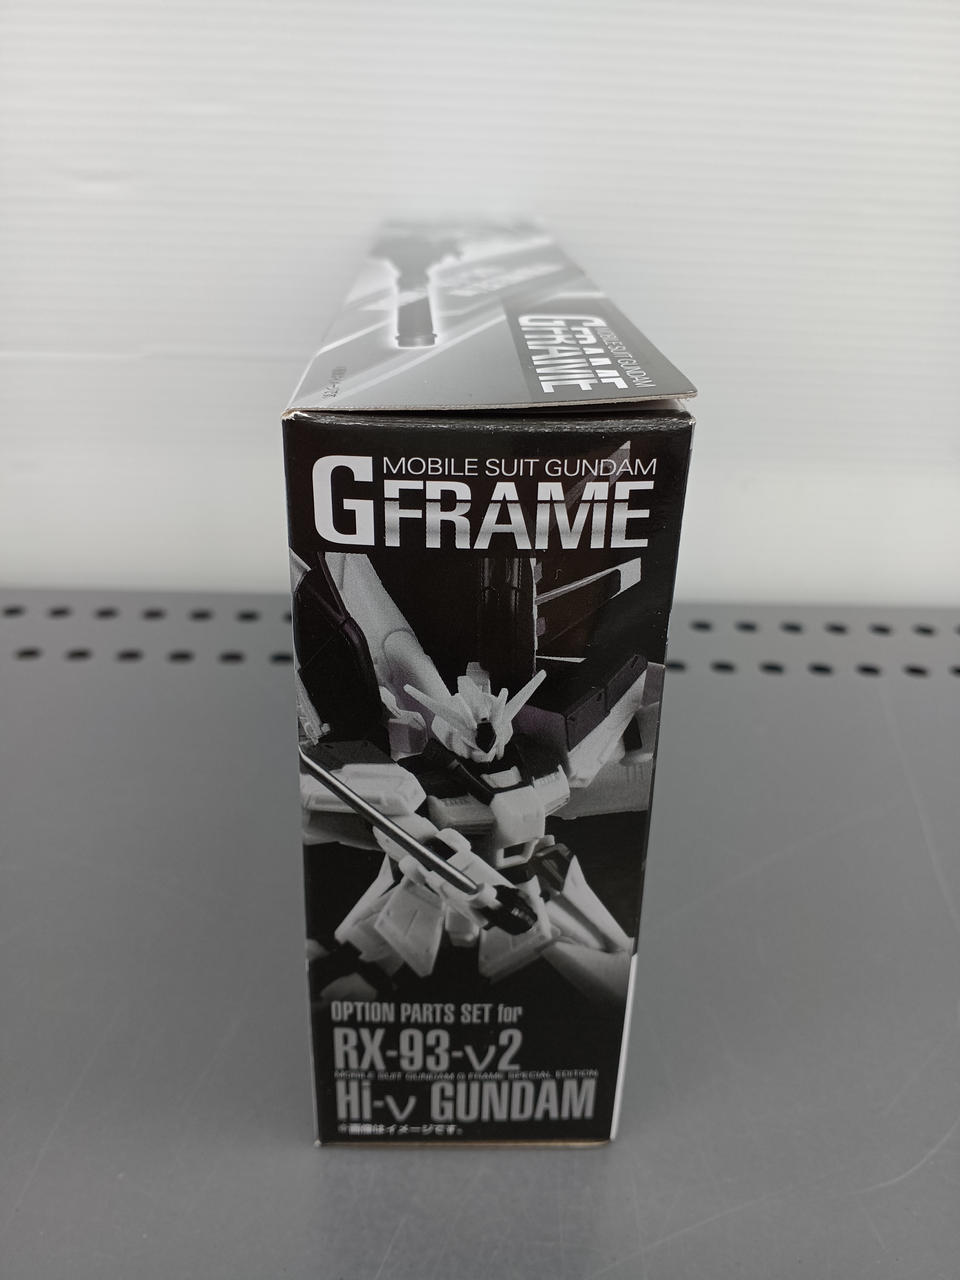 MOBILE SUIT GUNDAM
GFRAME
MOBILE SUIT GUNDAM
GFRAME
OPTION PARTS SET for
RX-93-ν2
MOBILE SUIT GUNDAM G FRAME SPECIAL EDITION
Hi-ν GUNDAM
※画像はイメージです。